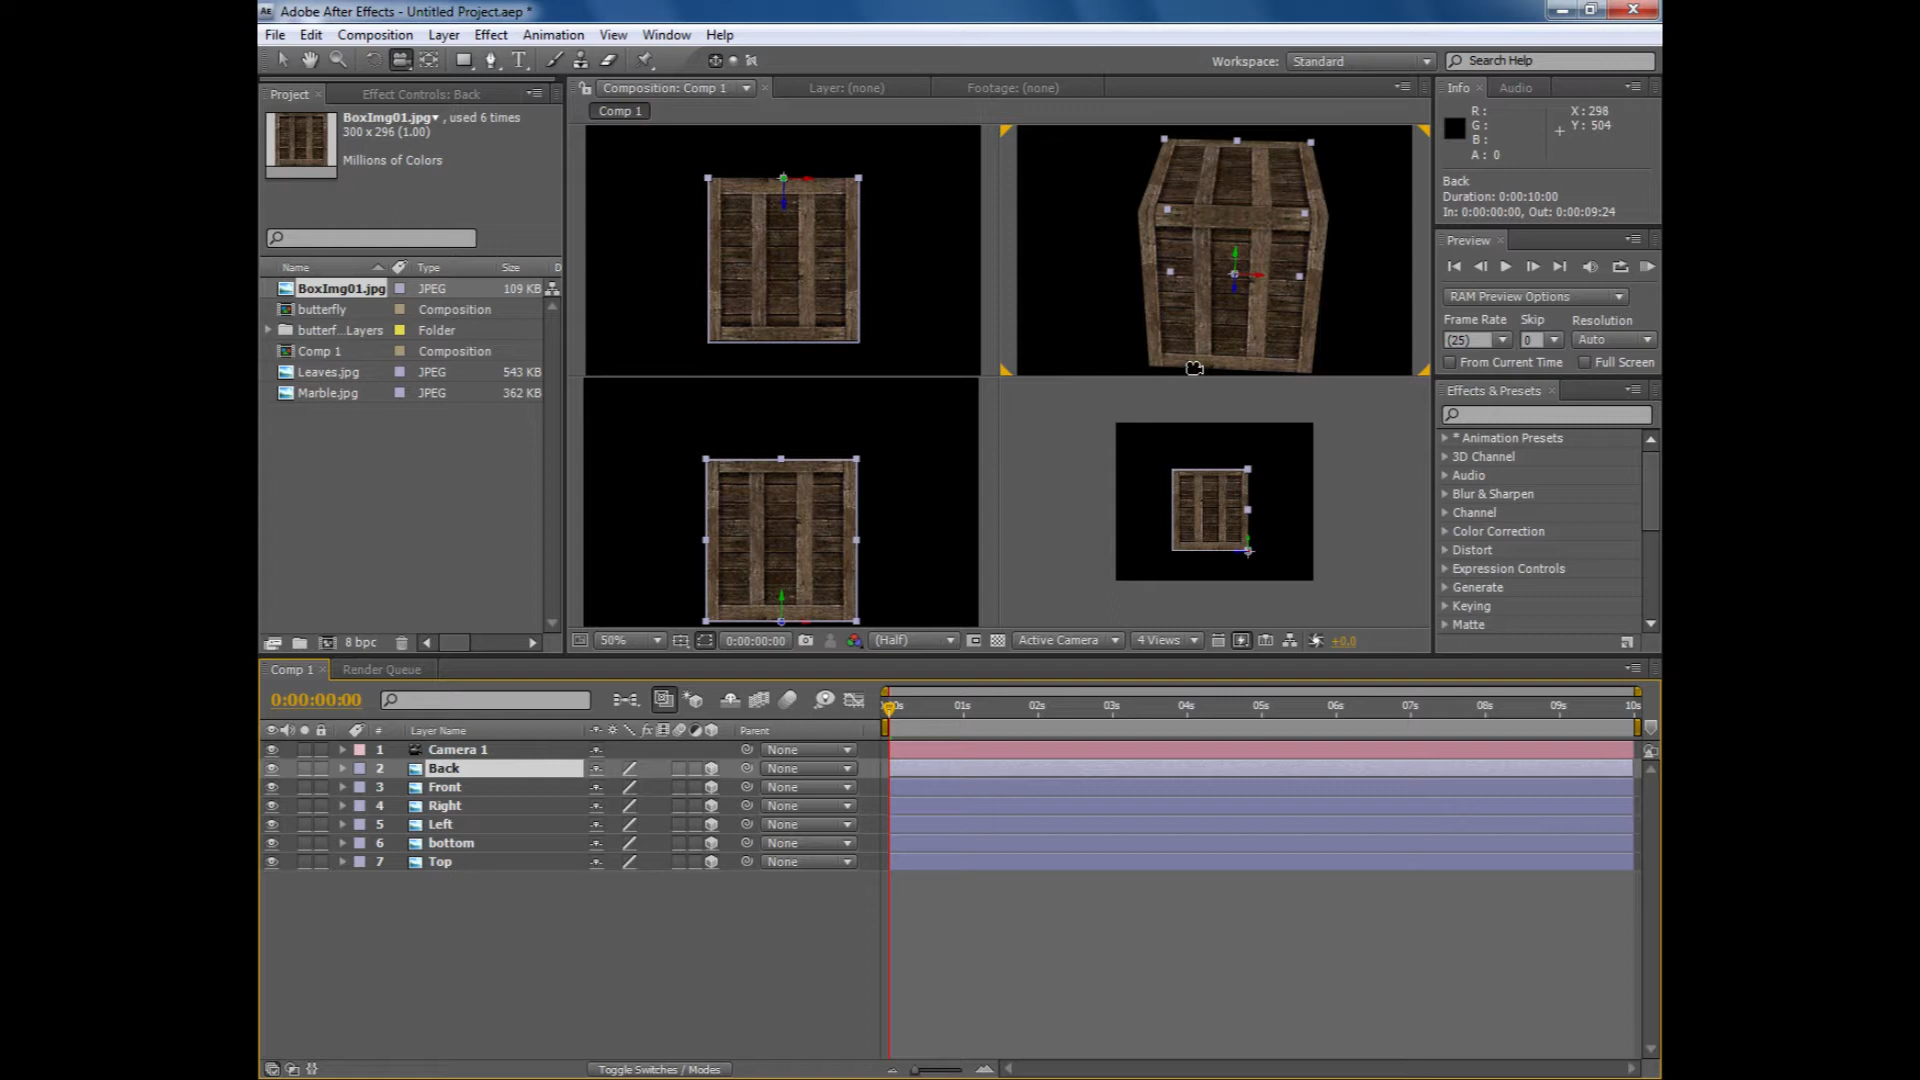 Adobe After Effects - Untitled Project.aep *
File Edit Composition Layer Effect Animation View Window Help
Workspace: Standard Search Help
Project Effect Controls: Back
BoxImg01.jpg▾ , used 6 times
300 x 296 (1.00)
Millions of Colors
Name Type Size D
BoxImg01.jpg JPEG 109 KB
butterfly Composition
butterf...Layers Folder
Comp 1 Composition
Leaves.jpg JPEG 543 KB
Marble.jpg JPEG 362 KB
8 bpc
Composition: Comp 1 Layer: (none) Footage: (none)
Comp 1
50% 0:00:00:00 (Half) Active Camera 4 Views +0.0
Info Audio
R: X: 298
G: Y: 504
B:
A: 0
Back
Duration: 0:00:10:00
In: 0:00:00:00, Out: 0:00:09:24
Preview
RAM Preview Options
Frame Rate Skip Resolution
(25) 0 Auto
From Current Time Full Screen
Effects & Presets
* Animation Presets
3D Channel
Audio
Blur & Sharpen
Channel
Color Correction
Distort
Expression Controls
Generate
Keying
Matte
Comp 1 Render Queue
0:00:00:00
0s 01s 02s 03s 04s 05s 06s 07s 08s 09s 10s
# Layer Name fx Parent
1 Camera 1 None
2 Back None
3 Front None
4 Right None
5 Left None
6 bottom None
7 Top None
Toggle Switches / Modes